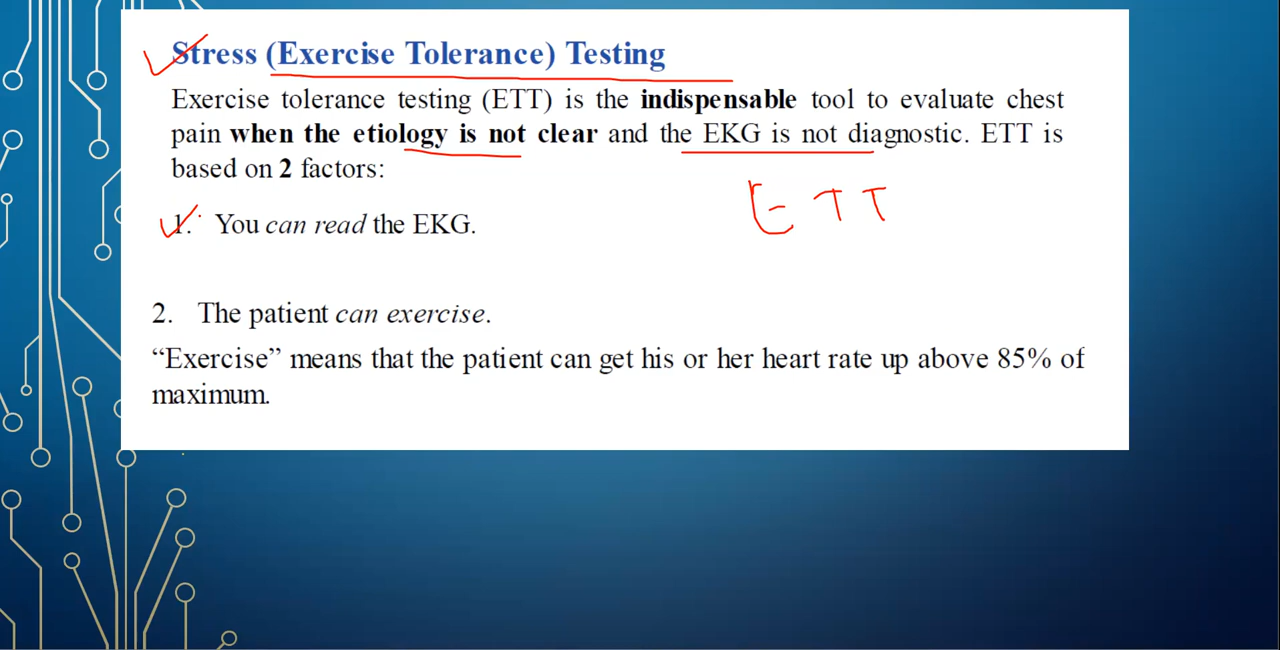 Stress (Exercise Tolerance) Testing
Exercise tolerance testing (ETT) is the indispensable tool to evaluate chest
pain when the etiology is not clear and the EKG is not diagnostic. ETT is
based on 2 factors:
ETT
1. You can read the EKG.
2. The patient can exercise.
“Exercise” means that the patient can get his or her heart rate up above 85% of
maximum.